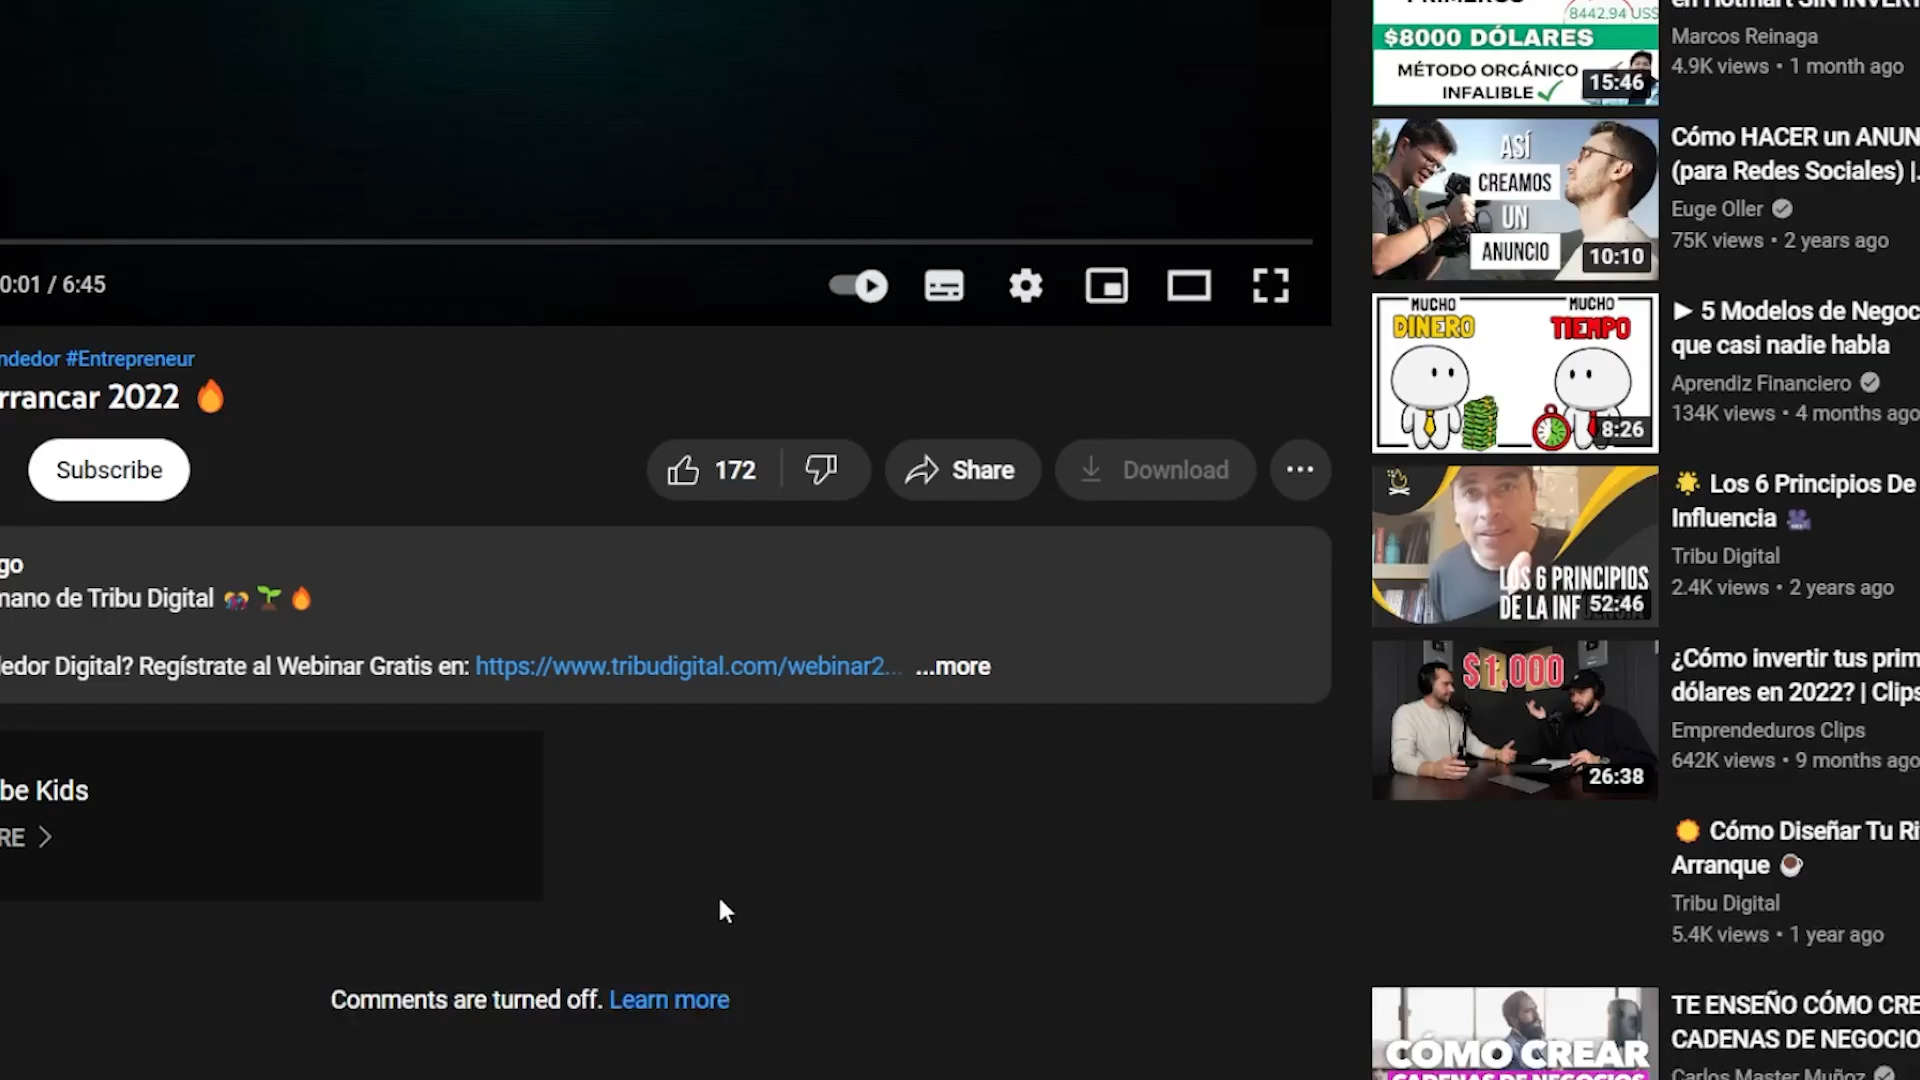 0:01 / 6:45
ndedor #Entrepreneur
rrancar 2022
Subscribe
172
Share
Download
go
mano de Tribu Digital
dedor Digital? Regístrate al Webinar Gratis en: https://www.tribudigital.com/webinar2... ...more
be Kids
RE
Comments are turned off. Learn more
8442.94 US$
$8000 DÓLARES
MÉTODO ORGÁNICO
INFALIBLE
15:46
Marcos Reinaga
4.9K views • 1 month ago
ASÍ
CREAMOS
UN
ANUNCIO
10:10
Cómo HACER un ANUN
(para Redes Sociales) |.
Euge Oller
75K views • 2 years ago
MUCHO
DINERO
MUCHO
TIEMPO
8:26
► 5 Modelos de Negoc
que casi nadie habla
Aprendiz Financiero
134K views • 4 months ago
LOS 6 PRINCIPIOS
DE LA INF
52:46
Los 6 Principios De
Influencia
Tribu Digital
2.4K views • 2 years ago
$1,000
26:38
¿Cómo invertir tus prim
dólares en 2022? | Clips
Emprendeduros Clips
642K views • 9 months ago
Cómo Diseñar Tu Ri
Arranque
Tribu Digital
5.4K views • 1 year ago
CÓMO CREAR
CADENAS DE NEGOCIOS
TE ENSEÑO CÓMO CRE
CADENAS DE NEGOCIO
Carlos Master Muñoz